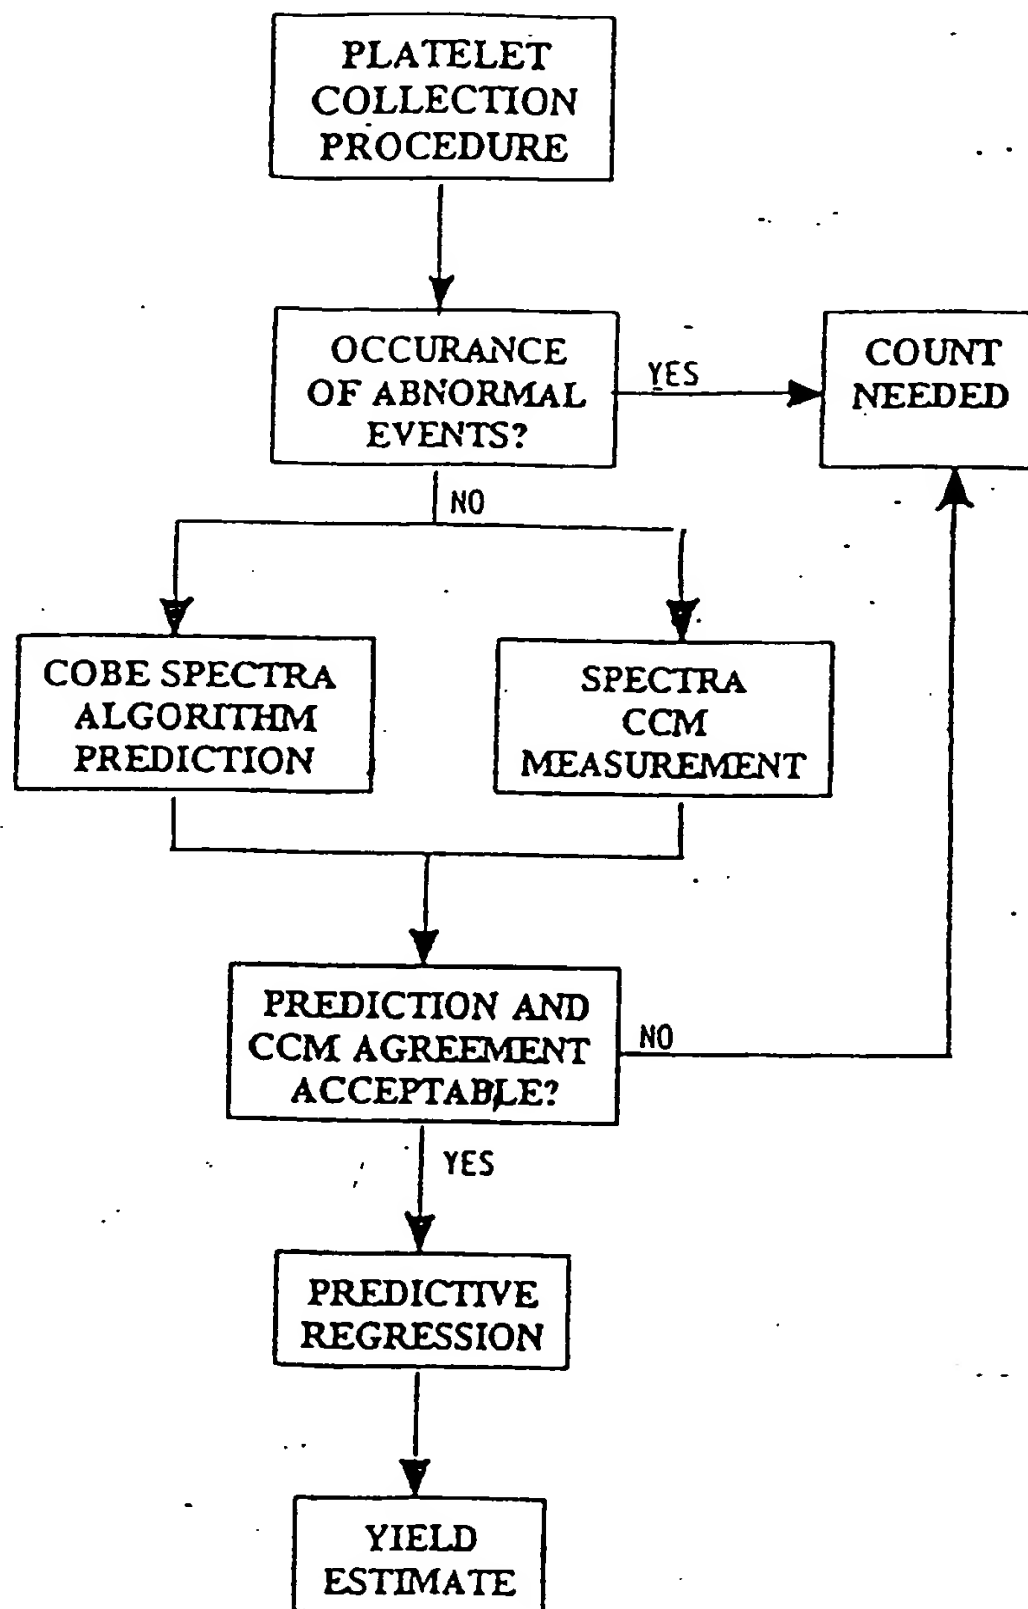 PLATELET
COLLECTION
PROCEDURE
OCCURANCE
OF ABNORMAL
EVENTS?
YES
COUNT
NEEDED
NO
COBE SPECTRA
ALGORITHM
PREDICTION
SPECTRA
CCM
MEASUREMENT
PREDICTION AND
CCM AGREEMENT
ACCEPTABLE?
NO
YES
PREDICTIVE
REGRESSION
YIELD
ESTIMATE